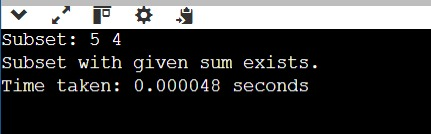 Subset: 5 4
Subset with given sum exists.
Time taken: 0.000048 seconds